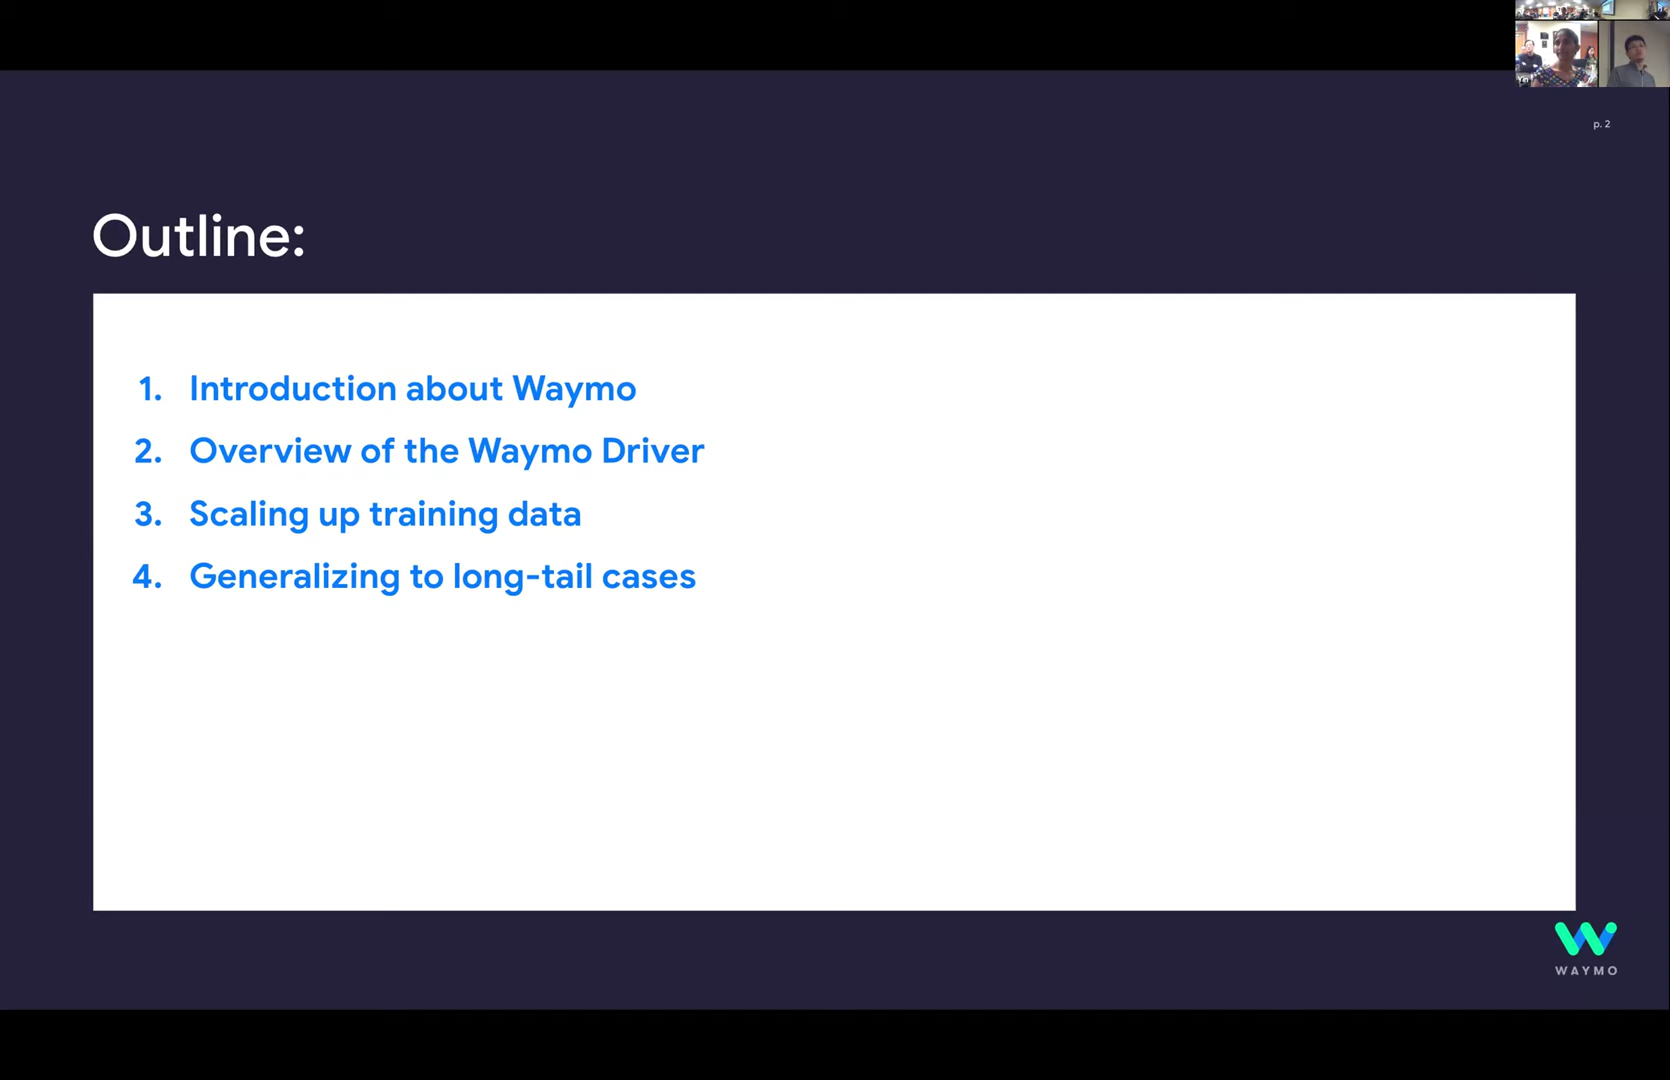 p. 2
Outline:
1. Introduction about Waymo
2. Overview of the Waymo Driver
3. Scaling up training data
4. Generalizing to long-tail cases
WAYMO